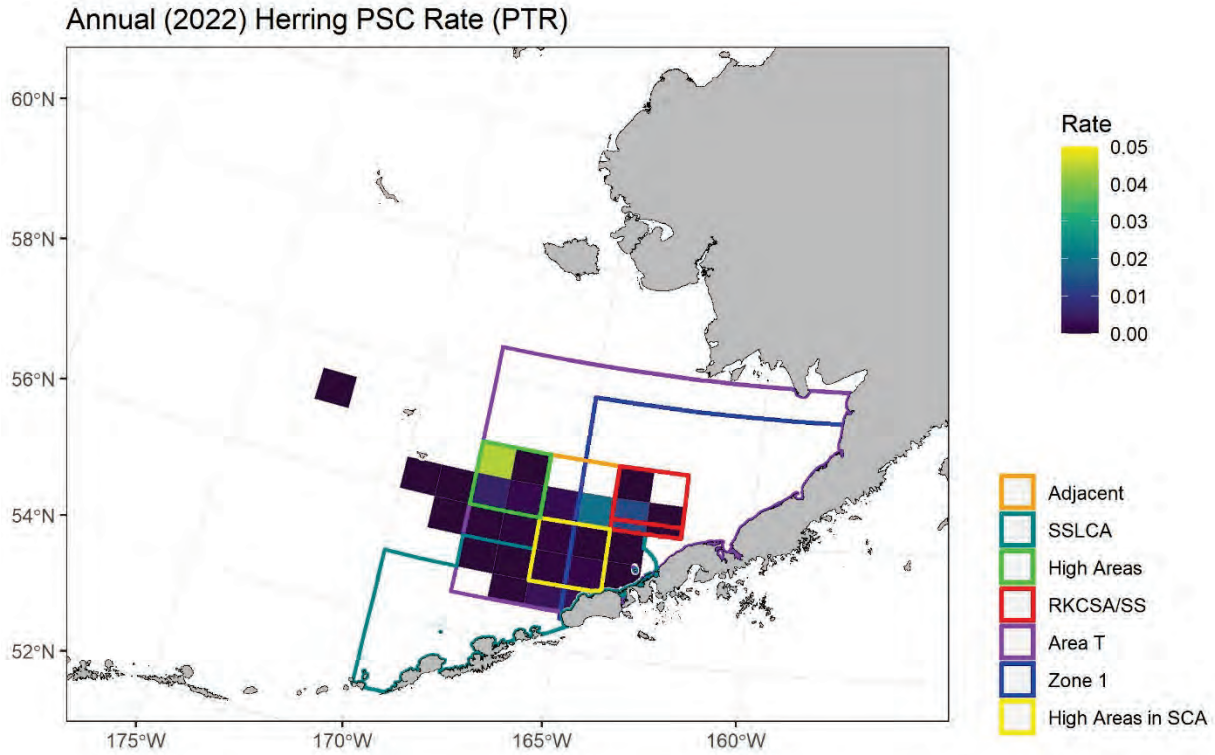 Annual (2022) Herring PSC Rate (PTR)
60°N
58°N
56°N
54°N
52°N
175°W
170°W
165°W
160°W
Rate
0.05
0.04
0.03
0.02
0.01
0.00
Adjacent
SSLCA
High Areas
RKCSA/SS
Area T
Zone 1
High Areas in SCA